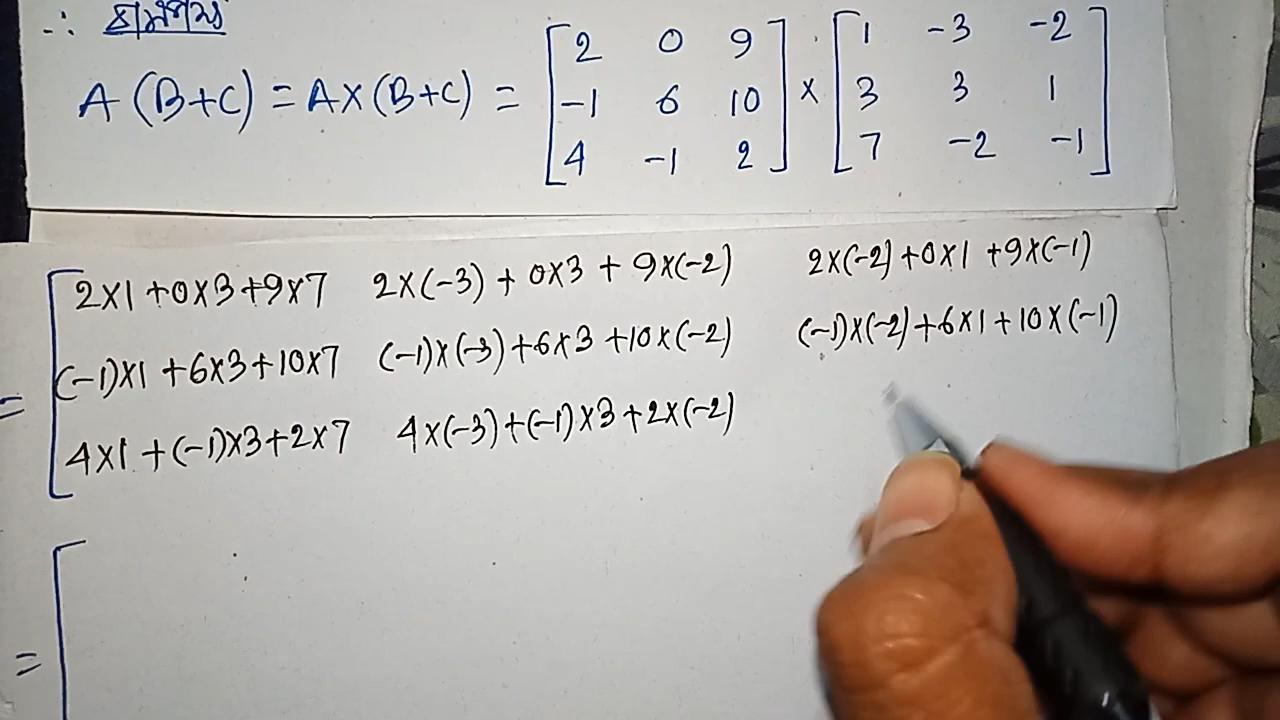 ∴ বামপক্ষ
A (B+C) = A×(B+C) = [2 0 9] × [1 -3 -2]
[-1 6 10] [3 3 1]
[4 -1 2] [7 -2 -1]
= [2×1+0×3+9×7 2×(-3)+0×3+9×(-2) 2×(-2)+0×1+9×(-1)
(-1)×1+6×3+10×7 (-1)×(-3)+6×3+10×(-2) (-1)×(-2)+6×1+10×(-1)
4×1+(-1)×3+2×7 4×(-3)+(-1)×3+2×(-2)
= [